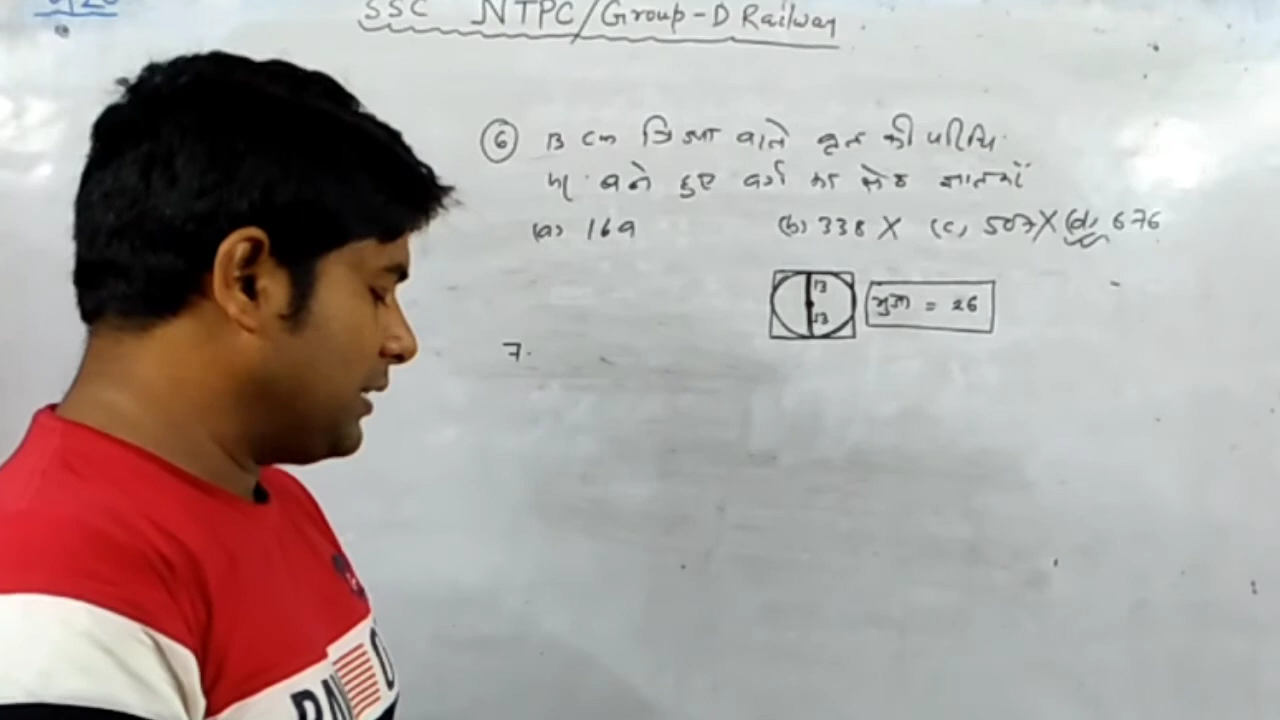 SSC NTPC/Group-D Railway
⑥ 13 cm त्रिज्या वाले वृत्त की परिधि
पर बने हुए वर्ग का क्षे० ज्ञात करों
(a) 169 (b) 338 X (c) 507 X (d) 676
13
13
भुजा = 26
7.